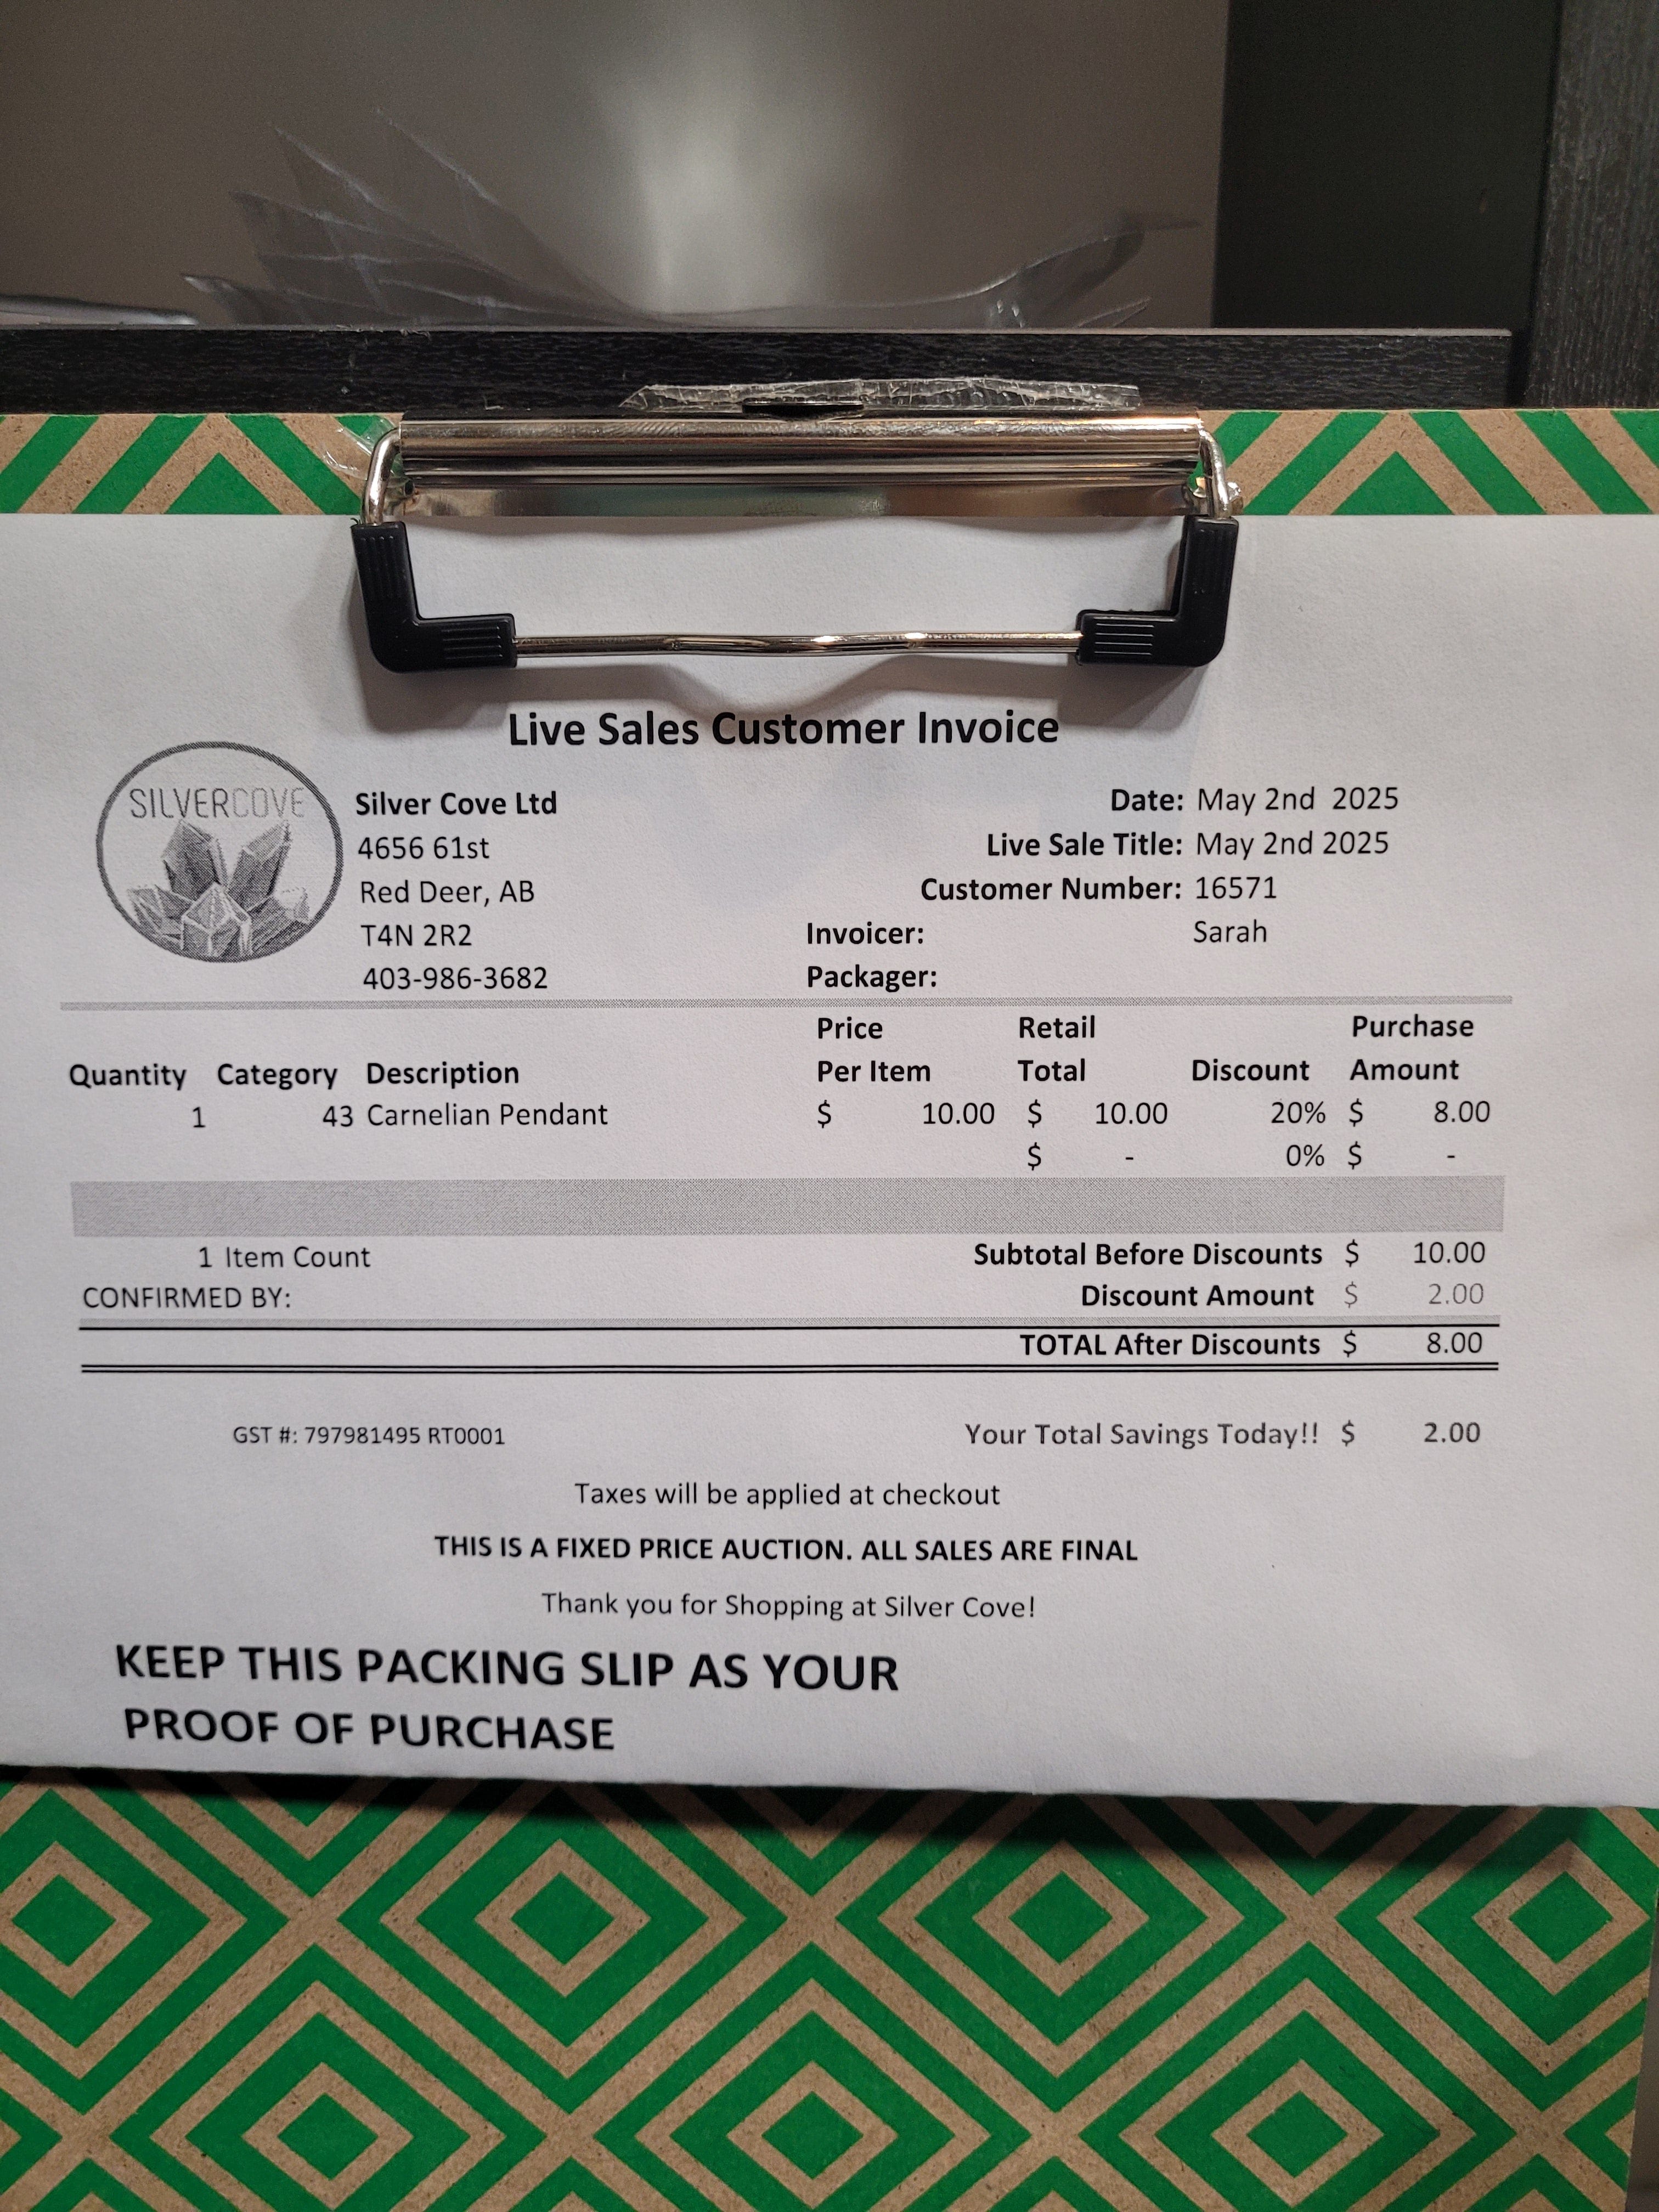 Live Sales Customer Invoice
SILVERCOVE
Silver Cove Ltd
4656 61st
Red Deer, AB
T4N 2R2
403-986-3682
Date: May 2nd 2025
Live Sale Title: May 2nd 2025
Customer Number: 16571
Invoicer: Sarah
Packager:
Quantity Category Description Price Per Item Retail Total Discount Purchase Amount
1 43 Carnelian Pendant $ 10.00 $ 10.00 20% $ 8.00
$ - 0% $ -
1 Item Count Subtotal Before Discounts $ 10.00
CONFIRMED BY: Discount Amount $ 2.00
TOTAL After Discounts $ 8.00
GST #: 797981495 RT0001 Your Total Savings Today!! $ 2.00
Taxes will be applied at checkout
THIS IS A FIXED PRICE AUCTION. ALL SALES ARE FINAL
Thank you for Shopping at Silver Cove!
KEEP THIS PACKING SLIP AS YOUR
PROOF OF PURCHASE